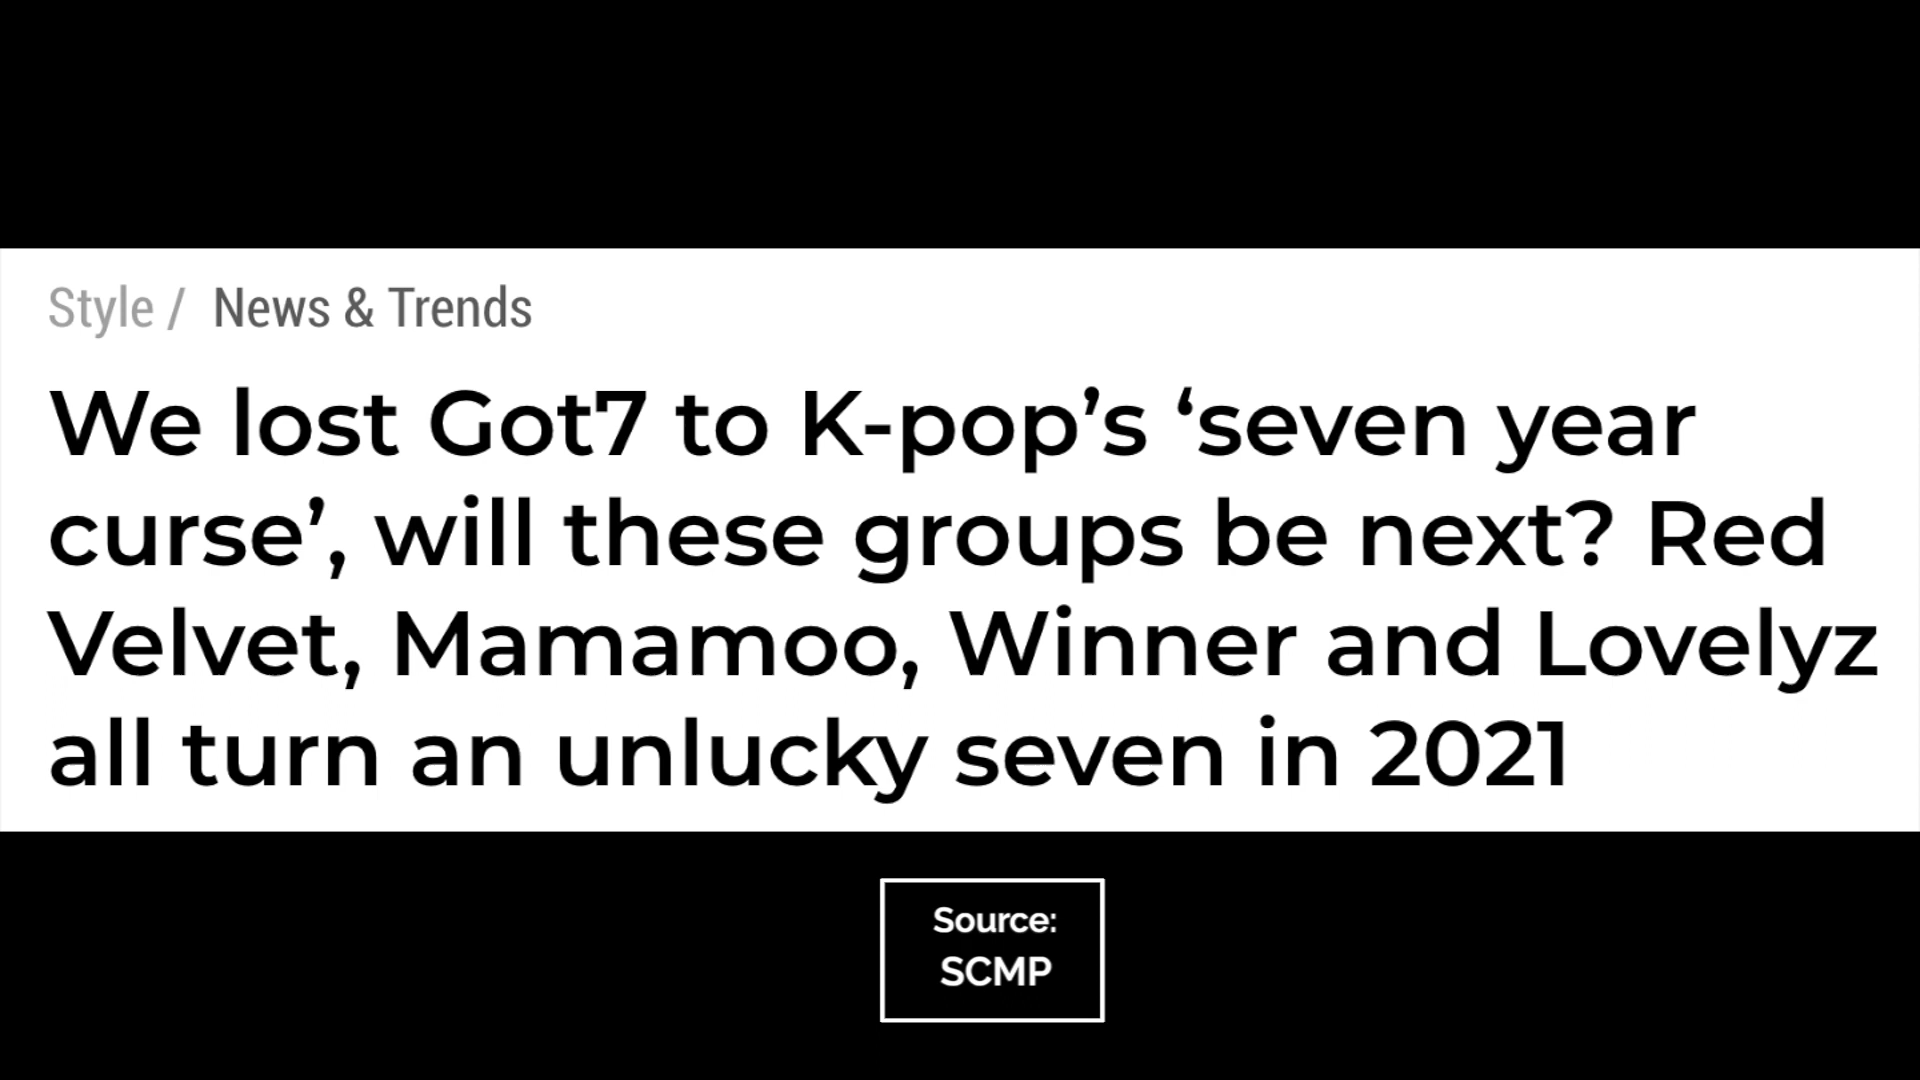 Style / News & Trends
We lost Got7 to K-pop’s ‘seven year
curse’, will these groups be next? Red
Velvet, Mamamoo, Winner and Lovelyz
all turn an unlucky seven in 2021
Source:
SCMP